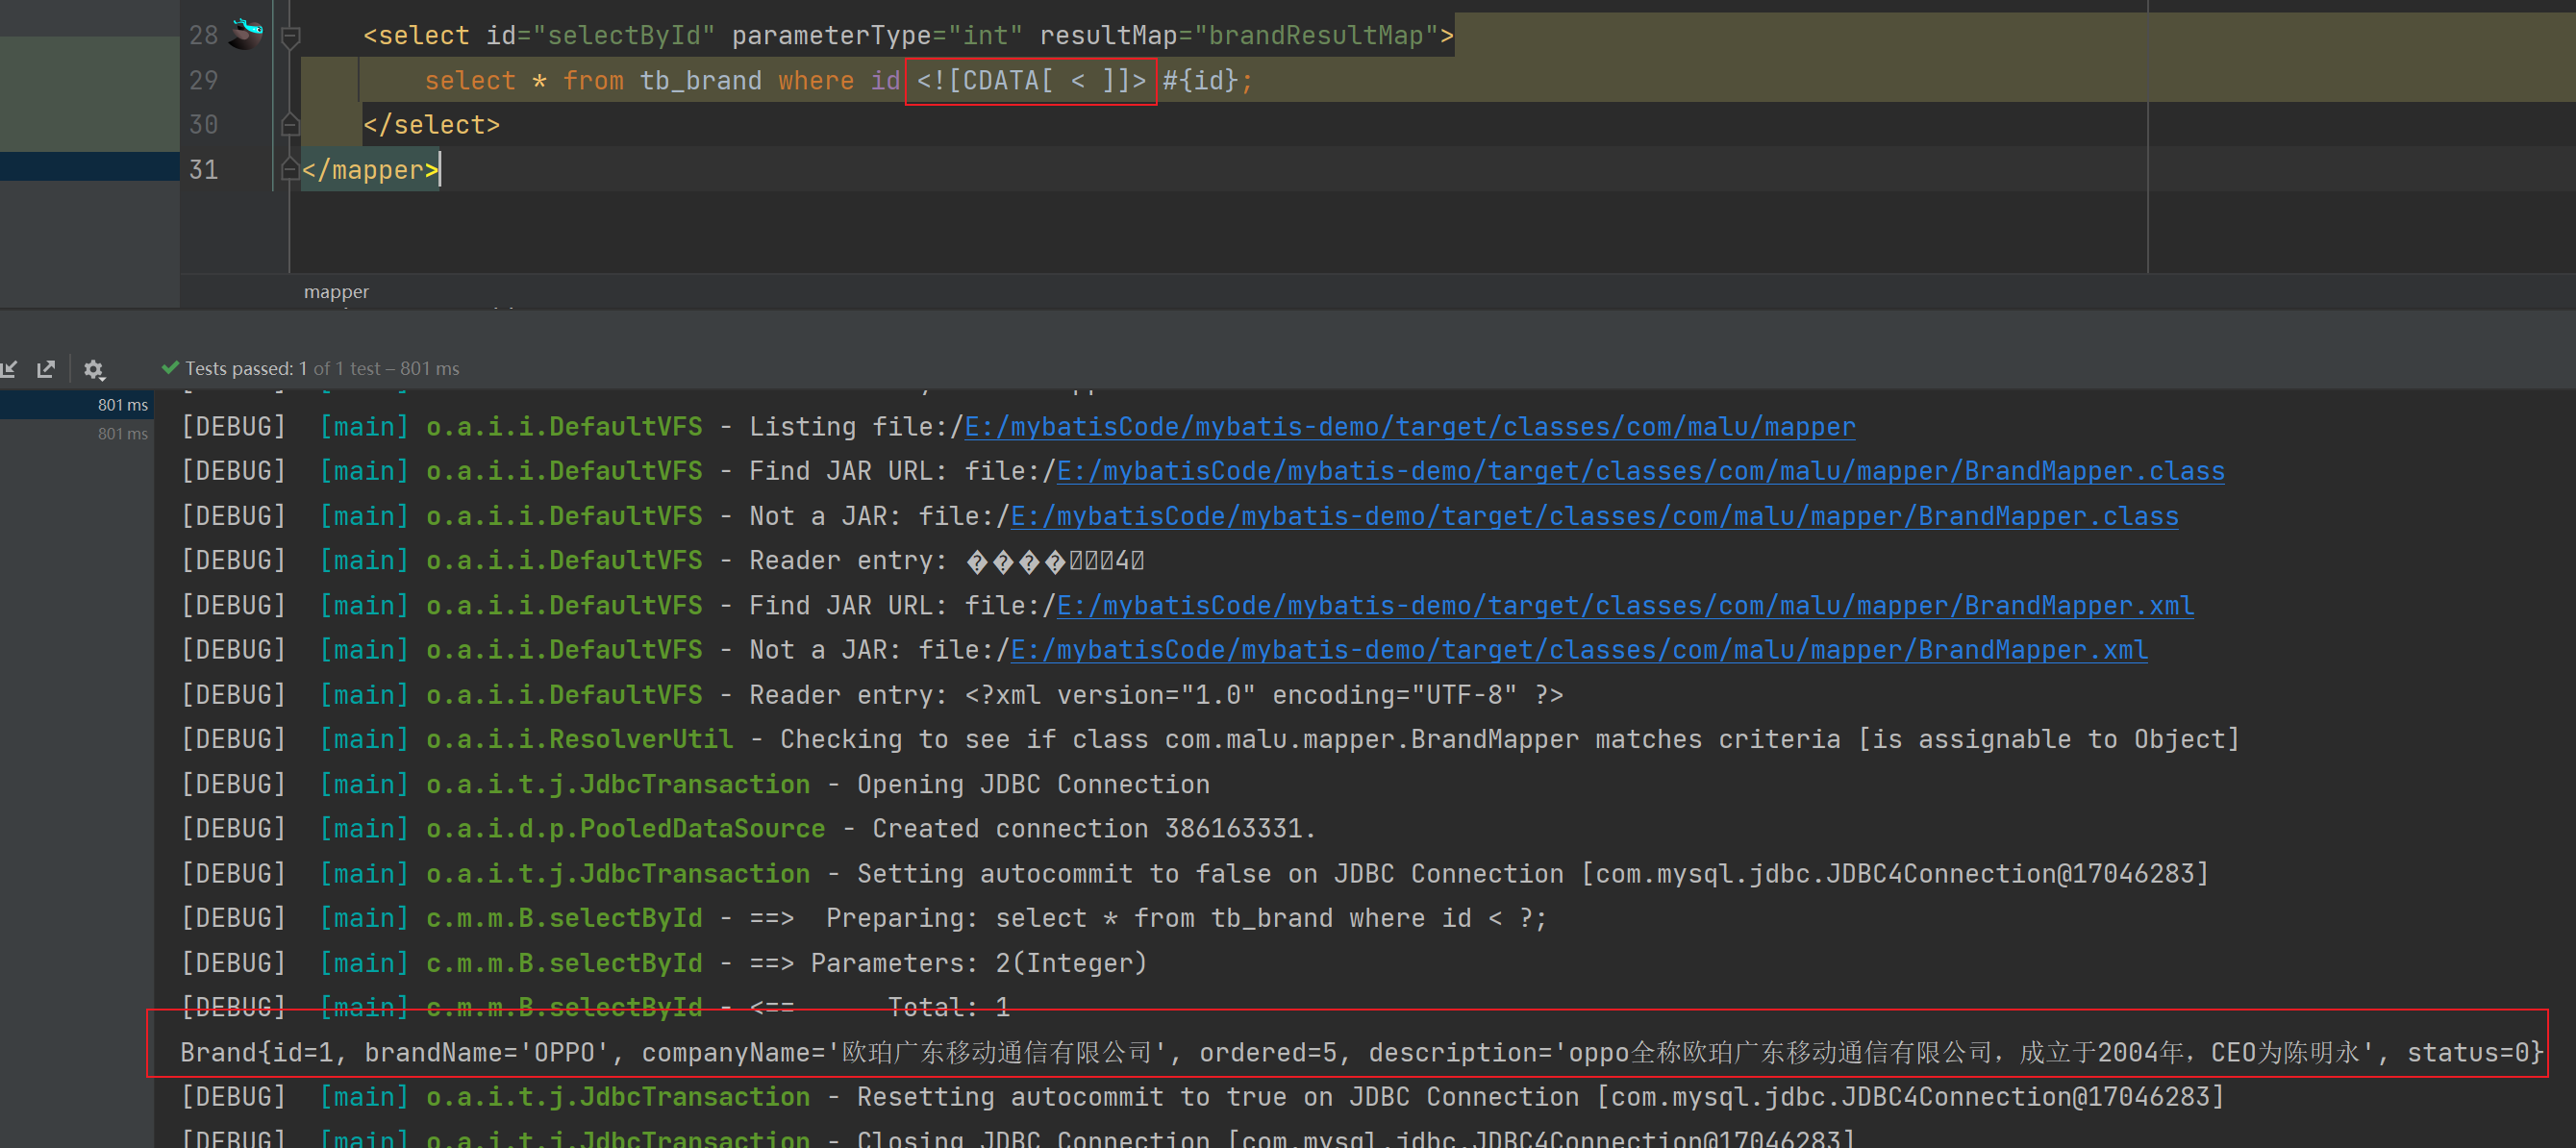 28 <select id="selectById" parameterType="int" resultMap="brandResultMap">
29 select * from tb_brand where id <![CDATA[ < ]]> #{id};
30 </select>
31 </mapper>
mapper
Tests passed: 1 of 1 test – 801 ms
801 ms
801 ms
[DEBUG] [main] o.a.i.i.DefaultVFS - Listing file:/E:/mybatisCode/mybatis-demo/target/classes/com/malu/mapper
[DEBUG] [main] o.a.i.i.DefaultVFS - Find JAR URL: file:/E:/mybatisCode/mybatis-demo/target/classes/com/malu/mapper/BrandMapper.class
[DEBUG] [main] o.a.i.i.DefaultVFS - Not a JAR: file:/E:/mybatisCode/mybatis-demo/target/classes/com/malu/mapper/BrandMapper.class
[DEBUG] [main] o.a.i.i.DefaultVFS - Reader entry: ����4
[DEBUG] [main] o.a.i.i.DefaultVFS - Find JAR URL: file:/E:/mybatisCode/mybatis-demo/target/classes/com/malu/mapper/BrandMapper.xml
[DEBUG] [main] o.a.i.i.DefaultVFS - Not a JAR: file:/E:/mybatisCode/mybatis-demo/target/classes/com/malu/mapper/BrandMapper.xml
[DEBUG] [main] o.a.i.i.DefaultVFS - Reader entry: <?xml version="1.0" encoding="UTF-8" ?>
[DEBUG] [main] o.a.i.i.ResolverUtil - Checking to see if class com.malu.mapper.BrandMapper matches criteria [is assignable to Object]
[DEBUG] [main] o.a.i.t.j.JdbcTransaction - Opening JDBC Connection
[DEBUG] [main] o.a.i.d.p.PooledDataSource - Created connection 386163331.
[DEBUG] [main] o.a.i.t.j.JdbcTransaction - Setting autocommit to false on JDBC Connection [com.mysql.jdbc.JDBC4Connection@17046283]
[DEBUG] [main] c.m.m.B.selectById - ==>  Preparing: select * from tb_brand where id < ?;
[DEBUG] [main] c.m.m.B.selectById - ==> Parameters: 2(Integer)
[DEBUG] [main] c.m.m.B.selectById - <==      Total: 1
Brand{id=1, brandName='OPPO', companyName='欧珀广东移动通信有限公司', ordered=5, description='oppo全称欧珀广东移动通信有限公司，成立于2004年，CEO为陈明永', status=0}
[DEBUG] [main] o.a.i.t.j.JdbcTransaction - Resetting autocommit to true on JDBC Connection [com.mysql.jdbc.JDBC4Connection@17046283]
[DEBUG] [main] o.a.i.t.j.JdbcTransaction - Closing JDBC Connection [com.mysql.jdbc.JDBC4Connection@17046283]